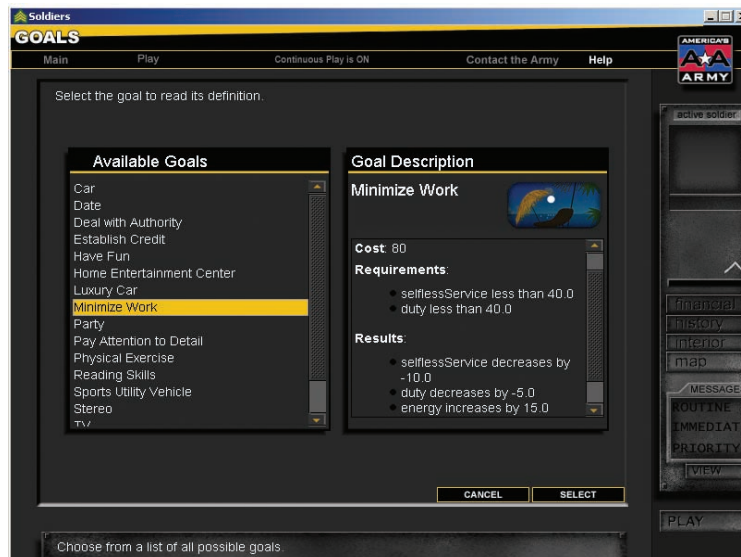 Soldiers
GOALS
AMERICA'S
AA
ARMY
Main Play Continuous Play is ON Contact the Army Help
Select the goal to read its definition.
active soldier
Available Goals
Car
Date
Deal with Authority
Establish Credit
Have Fun
Home Entertainment Center
Luxury Car
Minimize Work
Party
Pay Attention to Detail
Physical Exercise
Reading Skills
Sports Utility Vehicle
Stereo
TV
Goal Description
Minimize Work
Cost: 80
Requirements:
selflessService less than 40.0
duty less than 40.0
Results:
selflessService decreases by
-10.0
duty decreases by -5.0
energy increases by 15.0
financial
history
interior
map
MESSAGE
ROUTINE
IMMEDIAT
PRIORITY
VIEW
CANCEL SELECT
PLAY
Choose from a list of all possible goals.